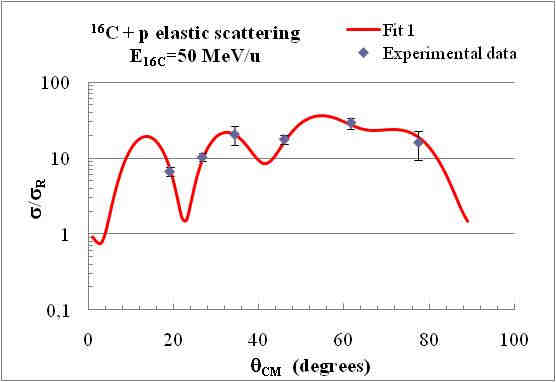 ¹⁶C + p elastic scattering
E₁₆C=50 MeV/u
Fit 1
Experimental data
100
10
1
0,1
σ/σR
0 20 40 60 80 100
θCM (degrees)